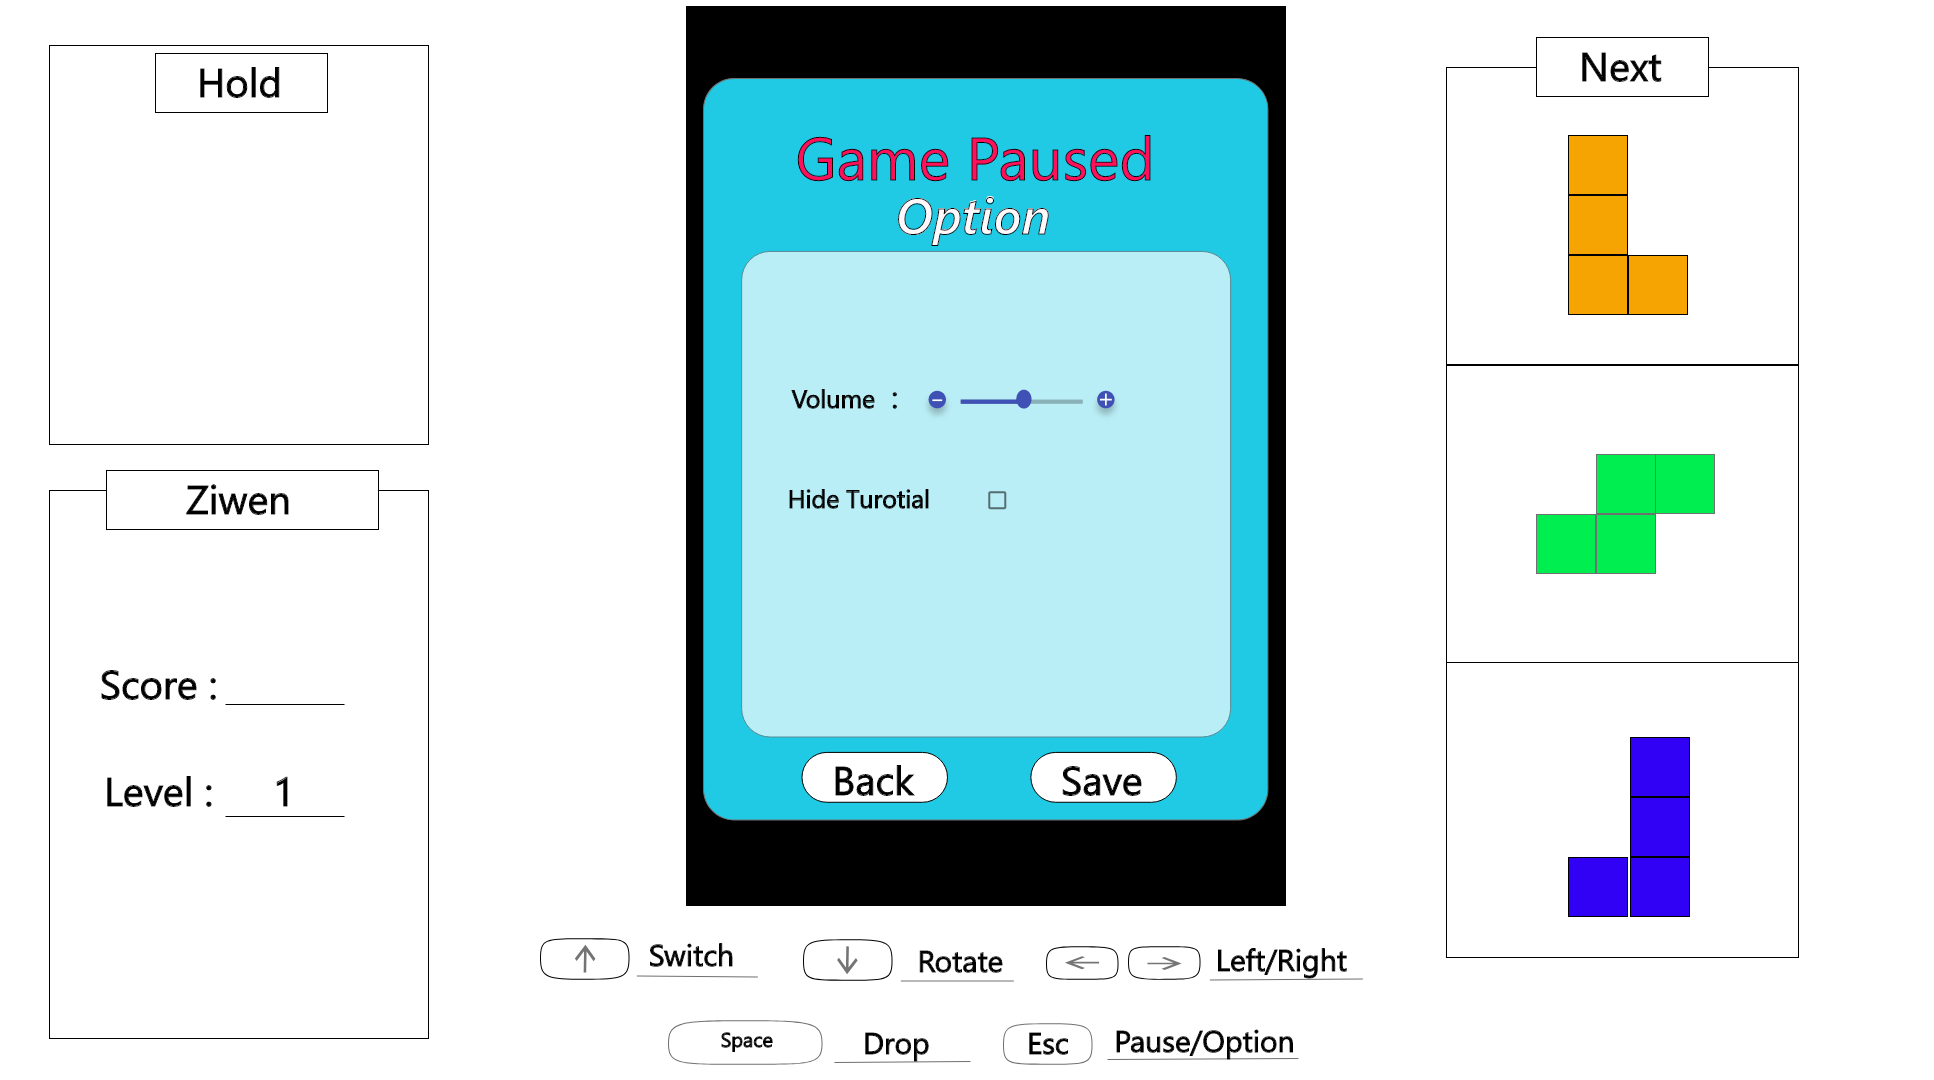 Hold
Ziwen
Score :
Level : 1
Game Paused
Option
Volume :
Hide Turotial
Back Save
Next
Switch Rotate Left/Right
Space Drop Esc Pause/Option